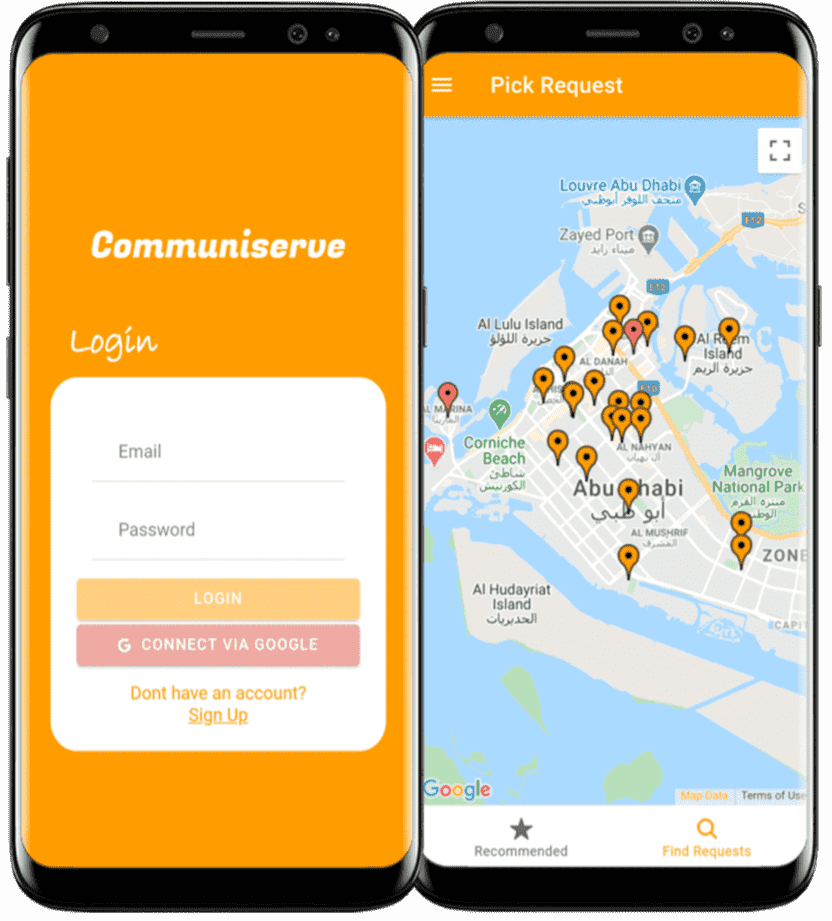 Communiserve
Login
Email
Password
LOGIN
G CONNECT VIA GOOGLE
Dont have an account?
Sign Up
Pick Request
Louvre Abu Dhabi
متحف اللوفر أبوظبي
E12
Zayed Port
ميناء زايد
E12
Al Lulu Island
جزيرة اللؤلؤ
AL DANAH
Al Reem
Island
جزيرة الريم
E10
AL MARINA
Corniche
Beach
شاطئ
الكورنيش
AL NAHYAN
آل نهيان
Mangrove
National Park
متنزه القرم
الوطني
Abu Dhabi
أبو ظبي
AL MUSHRIF
المشرف
ZONE
Al Hudayriat
Island
الحديريات
CAPIT
Google
Map Data
Terms of Use
Recommended
Find Requests